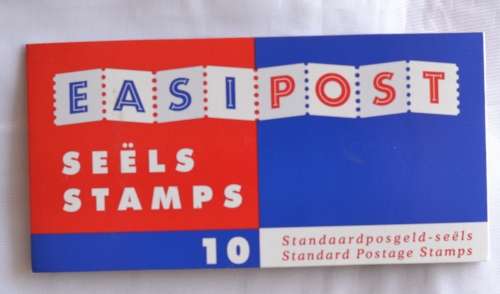 EASIPOST
SEËLS
STAMPS
10
Standaardposgeld-seëls
Standard Postage Stamps